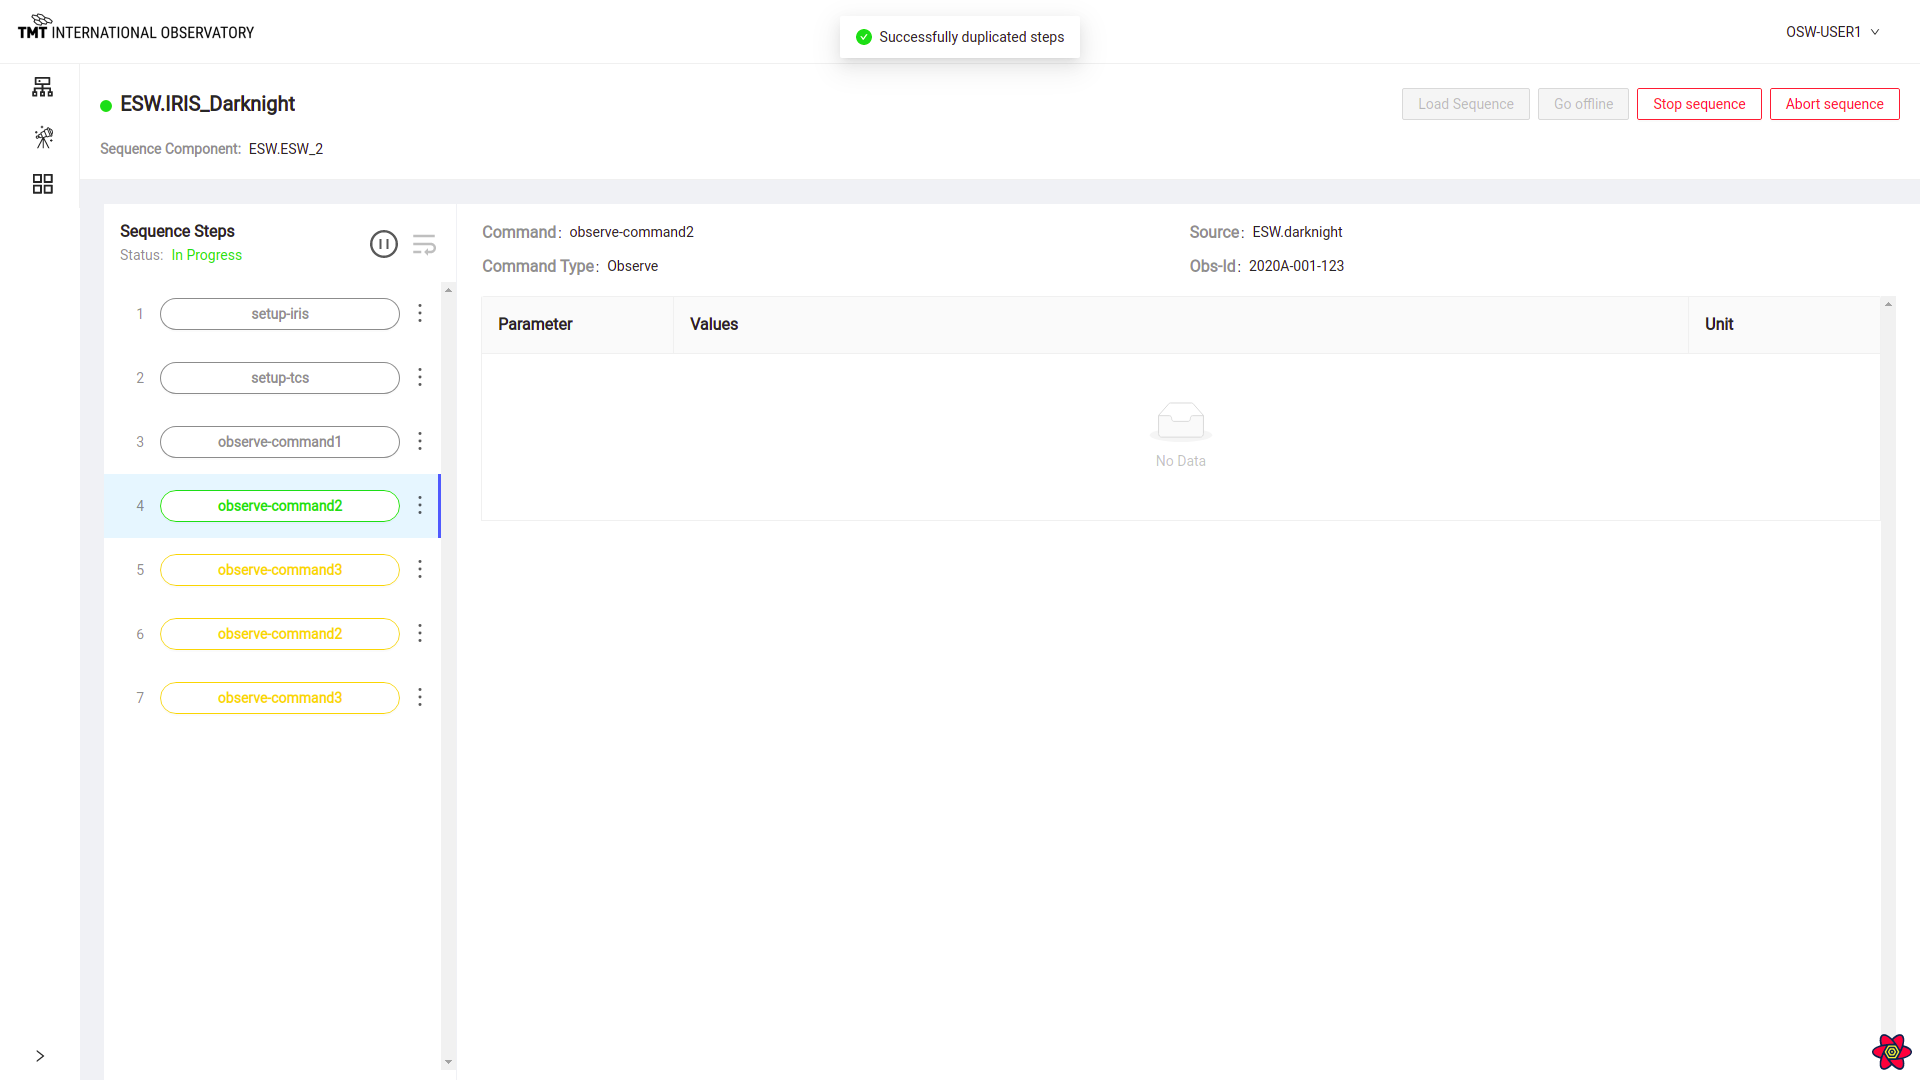 TMT INTERNATIONAL OBSERVATORY
Successfully duplicated steps
OSW-USER1
ESW.IRIS_Darknight
Load Sequence
Go offline
Stop sequence
Abort sequence
Sequence Component: ESW.ESW_2
Sequence Steps
Status: In Progress
1 setup-iris
2 setup-tcs
3 observe-command1
4 observe-command2
5 observe-command3
6 observe-command2
7 observe-command3
Command: observe-command2
Source: ESW.darknight
Command Type: Observe
Obs-Id: 2020A-001-123
Parameter Values Unit
No Data